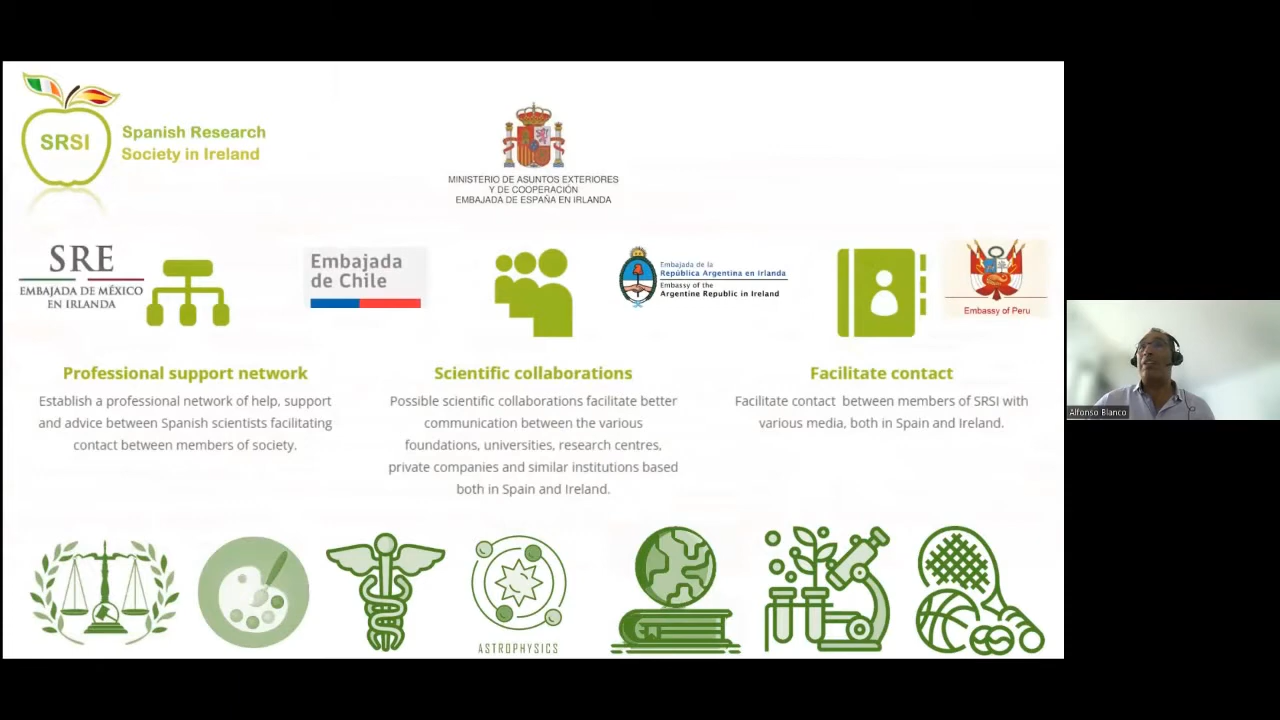 SRSI
Spanish Research
Society in Ireland
MINISTERIO DE ASUNTOS EXTERIORES
Y DE COOPERACIÓN
EMBAJADA DE ESPAÑA EN IRLANDA
SRE
EMBAJADA DE MÉXICO
EN IRLANDA
Embajada
de Chile
Embajada de la
República Argentina en Irlanda
Embassy of the
Argentine Republic in Ireland
Embassy of Peru
Professional support network
Establish a professional network of help, support
and advice between Spanish scientists facilitating
contact between members of society.
Scientific collaborations
Possible scientific collaborations facilitate better
communication between the various
foundations, universities, research centres,
private companies and similar institutions based
both in Spain and Ireland.
Facilitate contact
Facilitate contact between members of SRSI with
various media, both in Spain and Ireland.
ASTROPHYSICS
Alfonso Blanco